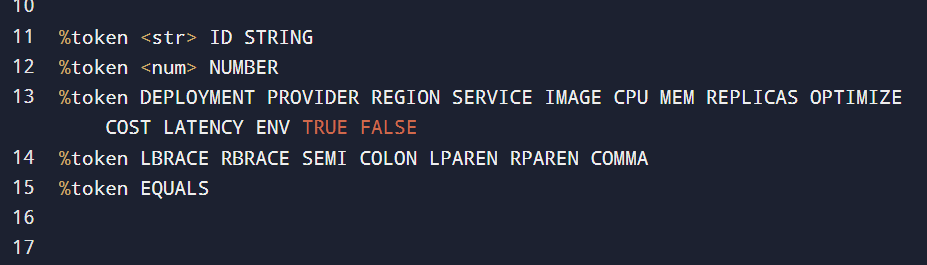 10
11 %token <str> ID STRING
12 %token <num> NUMBER
13 %token DEPLOYMENT PROVIDER REGION SERVICE IMAGE CPU MEM REPLICAS OPTIMIZE
COST LATENCY ENV TRUE FALSE
14 %token LBRACE RBRACE SEMI COLON LPAREN RPAREN COMMA
15 %token EQUALS
16
17